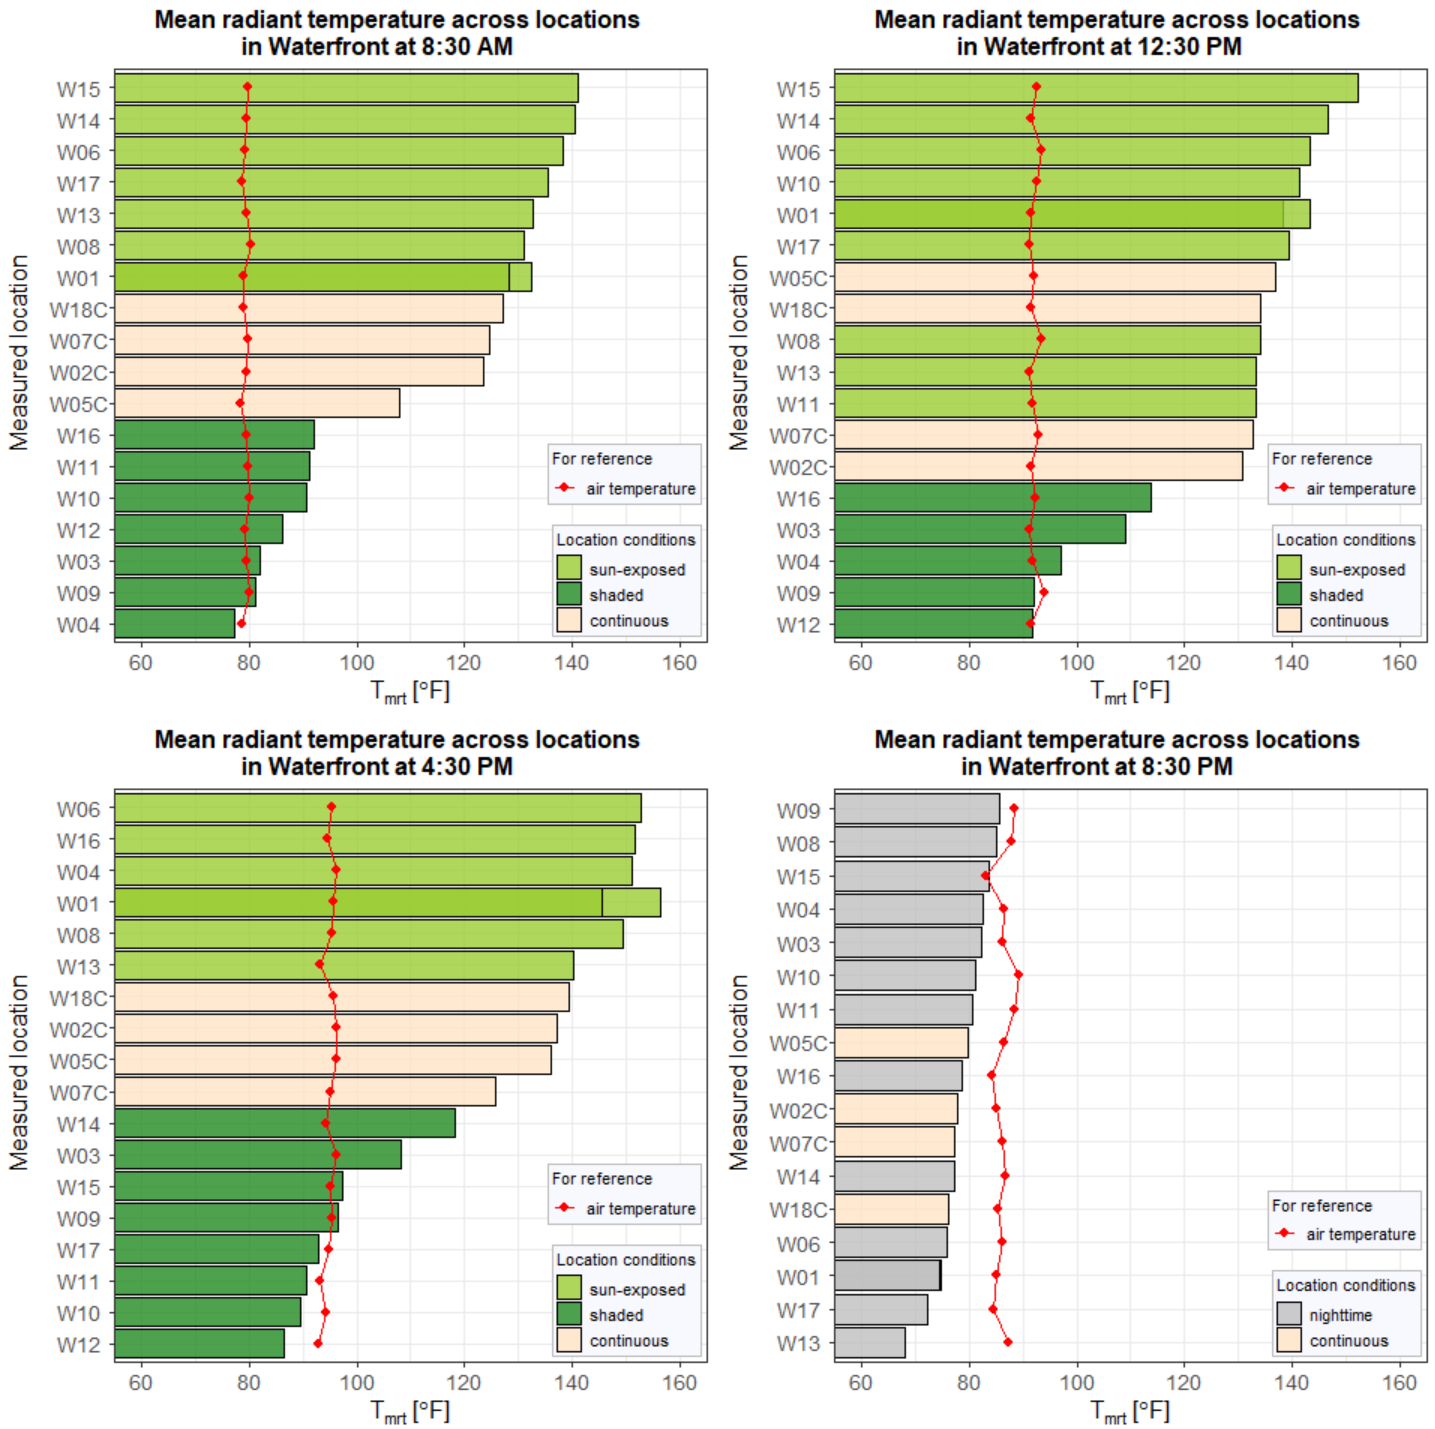 Mean radiant temperature across locations
in Waterfront at 8:30 AM
Measured location
W15
W14
W06
W17
W13
W08
W01
W18C
W07C
W02C
W05C
W16
W11
W10
W12
W03
W09
W04
For reference
air temperature
Location conditions
sun-exposed
shaded
continuous
60 80 100 120 140 160
Tmrt [°F]
Mean radiant temperature across locations
in Waterfront at 12:30 PM
Measured location
W15
W14
W06
W10
W01
W17
W05C
W18C
W08
W13
W11
W07C
W02C
W16
W03
W04
W09
W12
For reference
air temperature
Location conditions
sun-exposed
shaded
continuous
60 80 100 120 140 160
Tmrt [°F]
Mean radiant temperature across locations
in Waterfront at 4:30 PM
Measured location
W06
W16
W04
W01
W08
W13
W18C
W02C
W05C
W07C
W14
W03
W15
W09
W17
W11
W10
W12
For reference
air temperature
Location conditions
sun-exposed
shaded
continuous
60 80 100 120 140 160
Tmrt [°F]
Mean radiant temperature across locations
in Waterfront at 8:30 PM
Measured location
W09
W08
W15
W04
W03
W10
W11
W05C
W16
W02C
W07C
W14
W18C
W06
W01
W17
W13
For reference
air temperature
Location conditions
nighttime
continuous
60 80 100 120 140 160
Tmrt [°F]